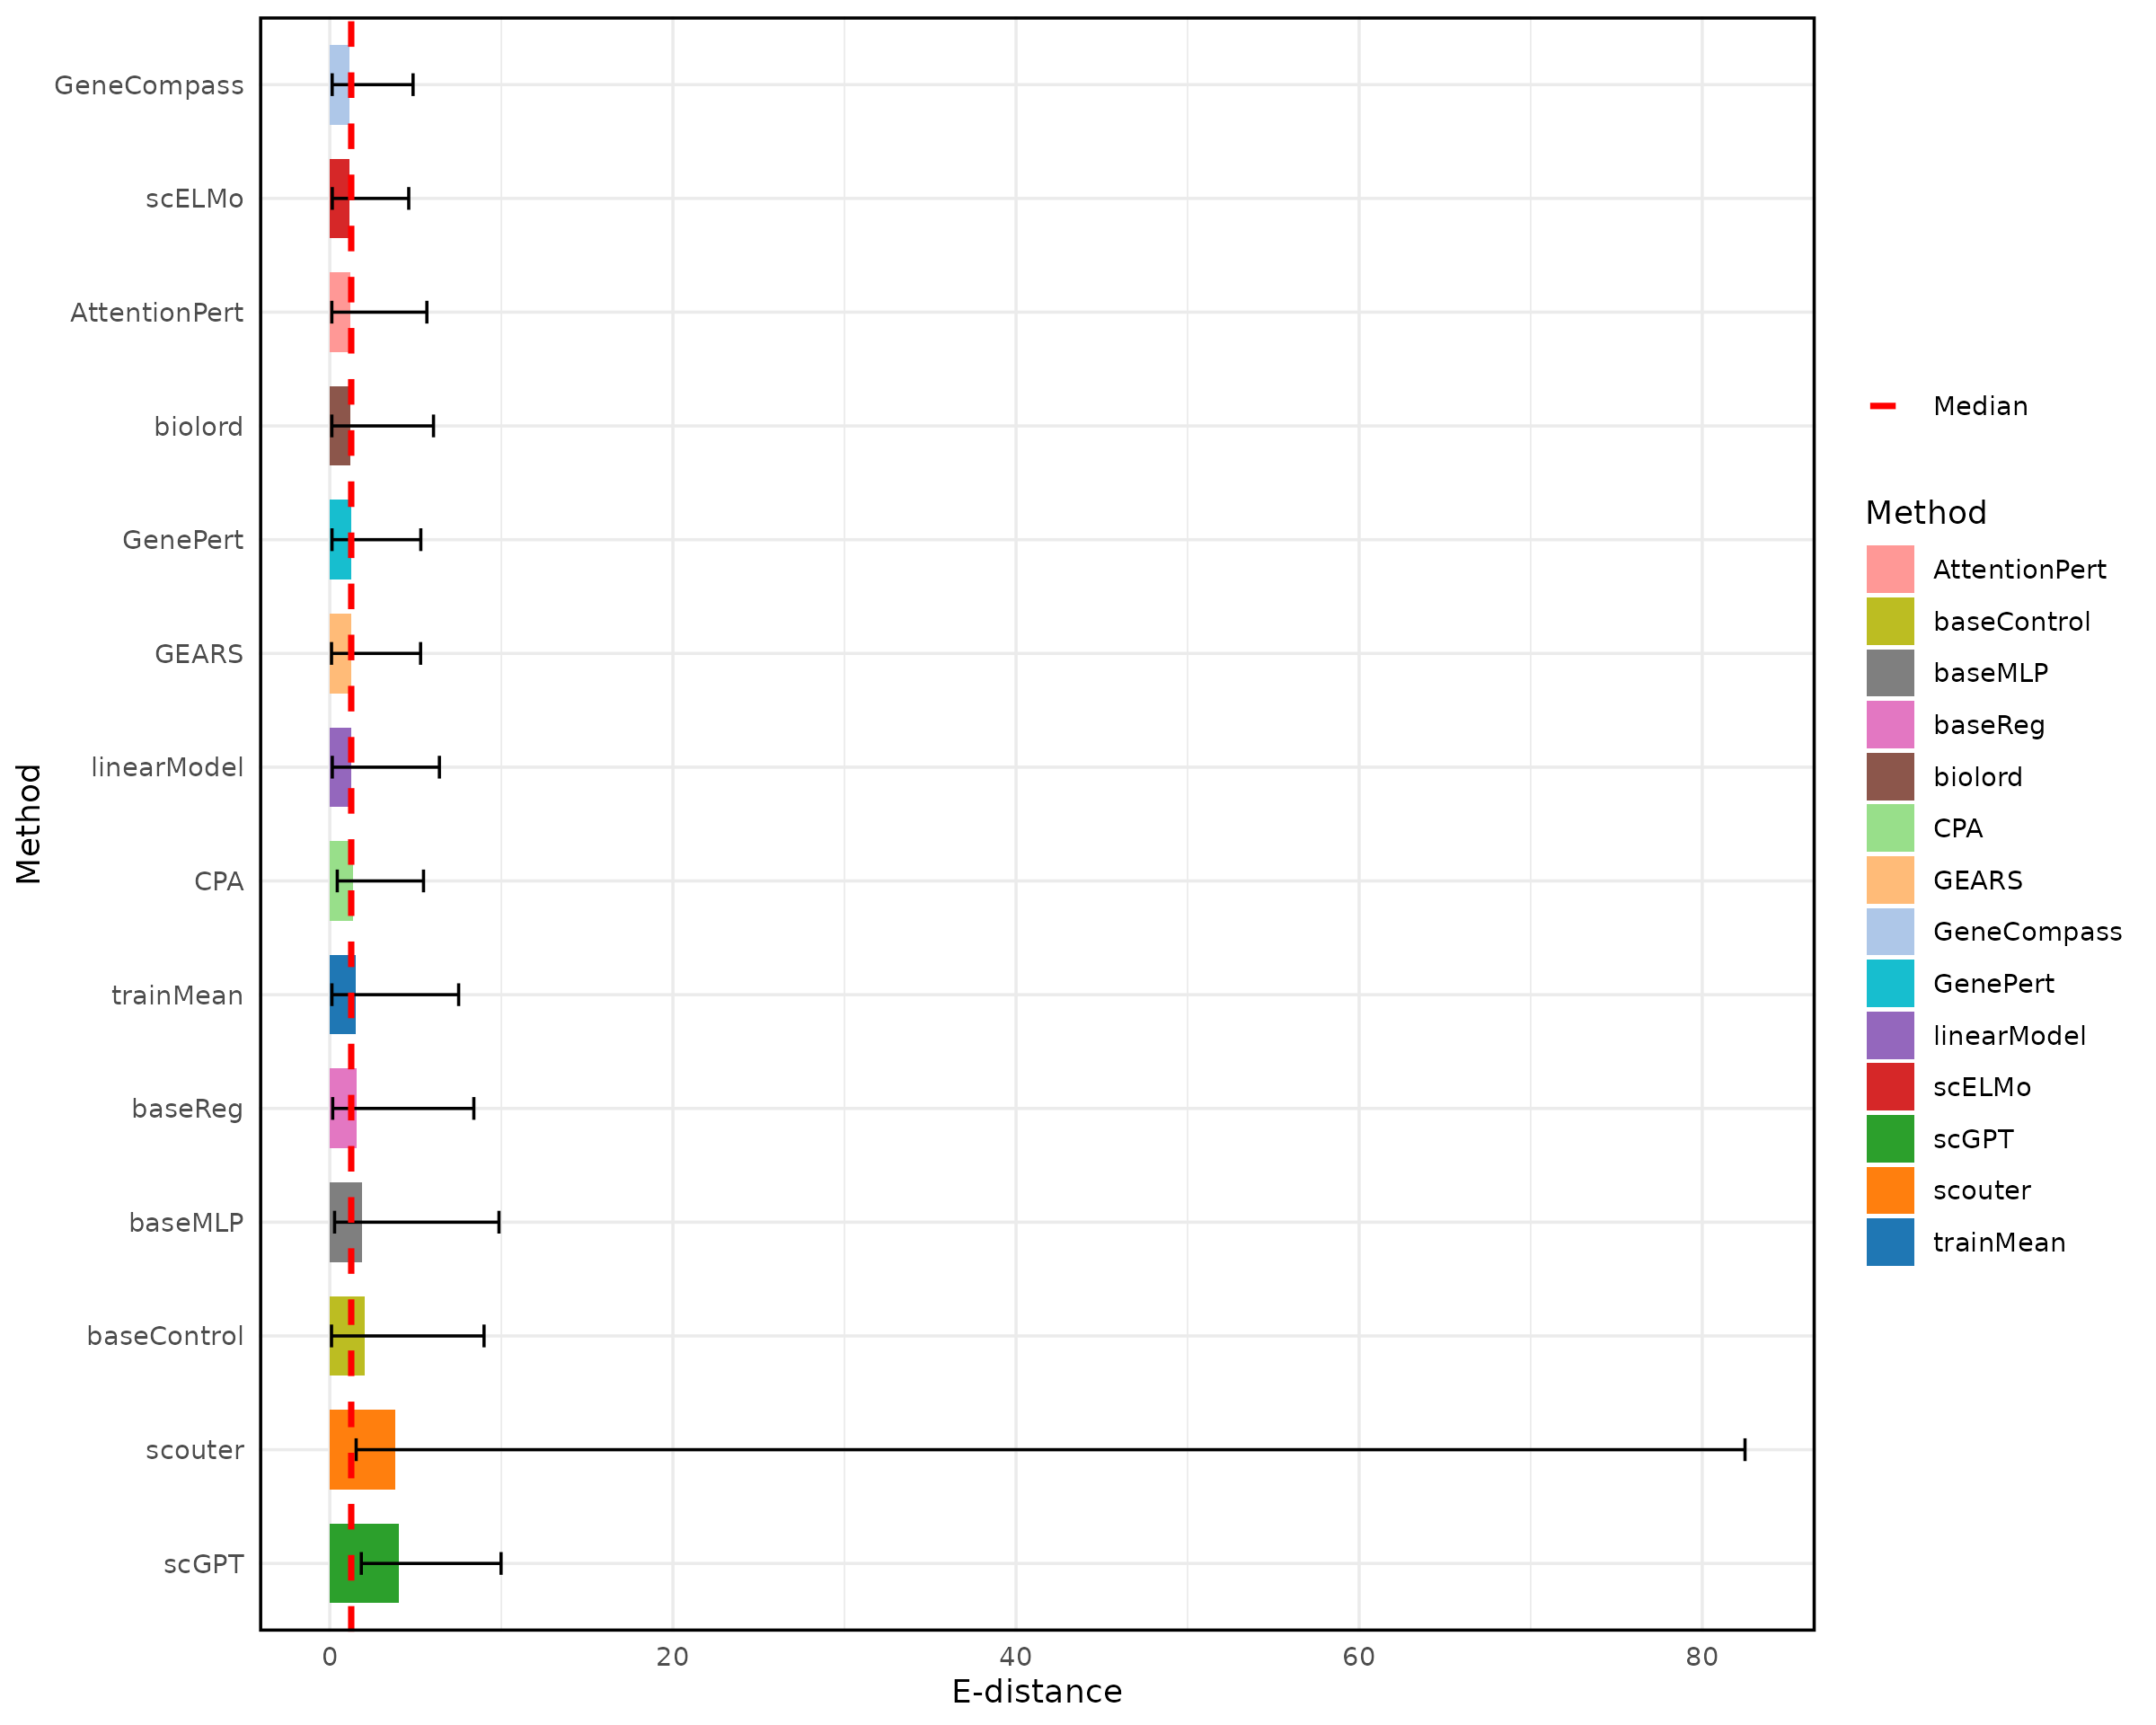 GeneCompass
scELMo
AttentionPert
biolord
GenePert
GEARS
linearModel
CPA
trainMean
baseReg
baseMLP
baseControl
scouter
scGPT
Method
0 20 40 60 80
E-distance
Median
Method
AttentionPert
baseControl
baseMLP
baseReg
biolord
CPA
GEARS
GeneCompass
GenePert
linearModel
scELMo
scGPT
scouter
trainMean